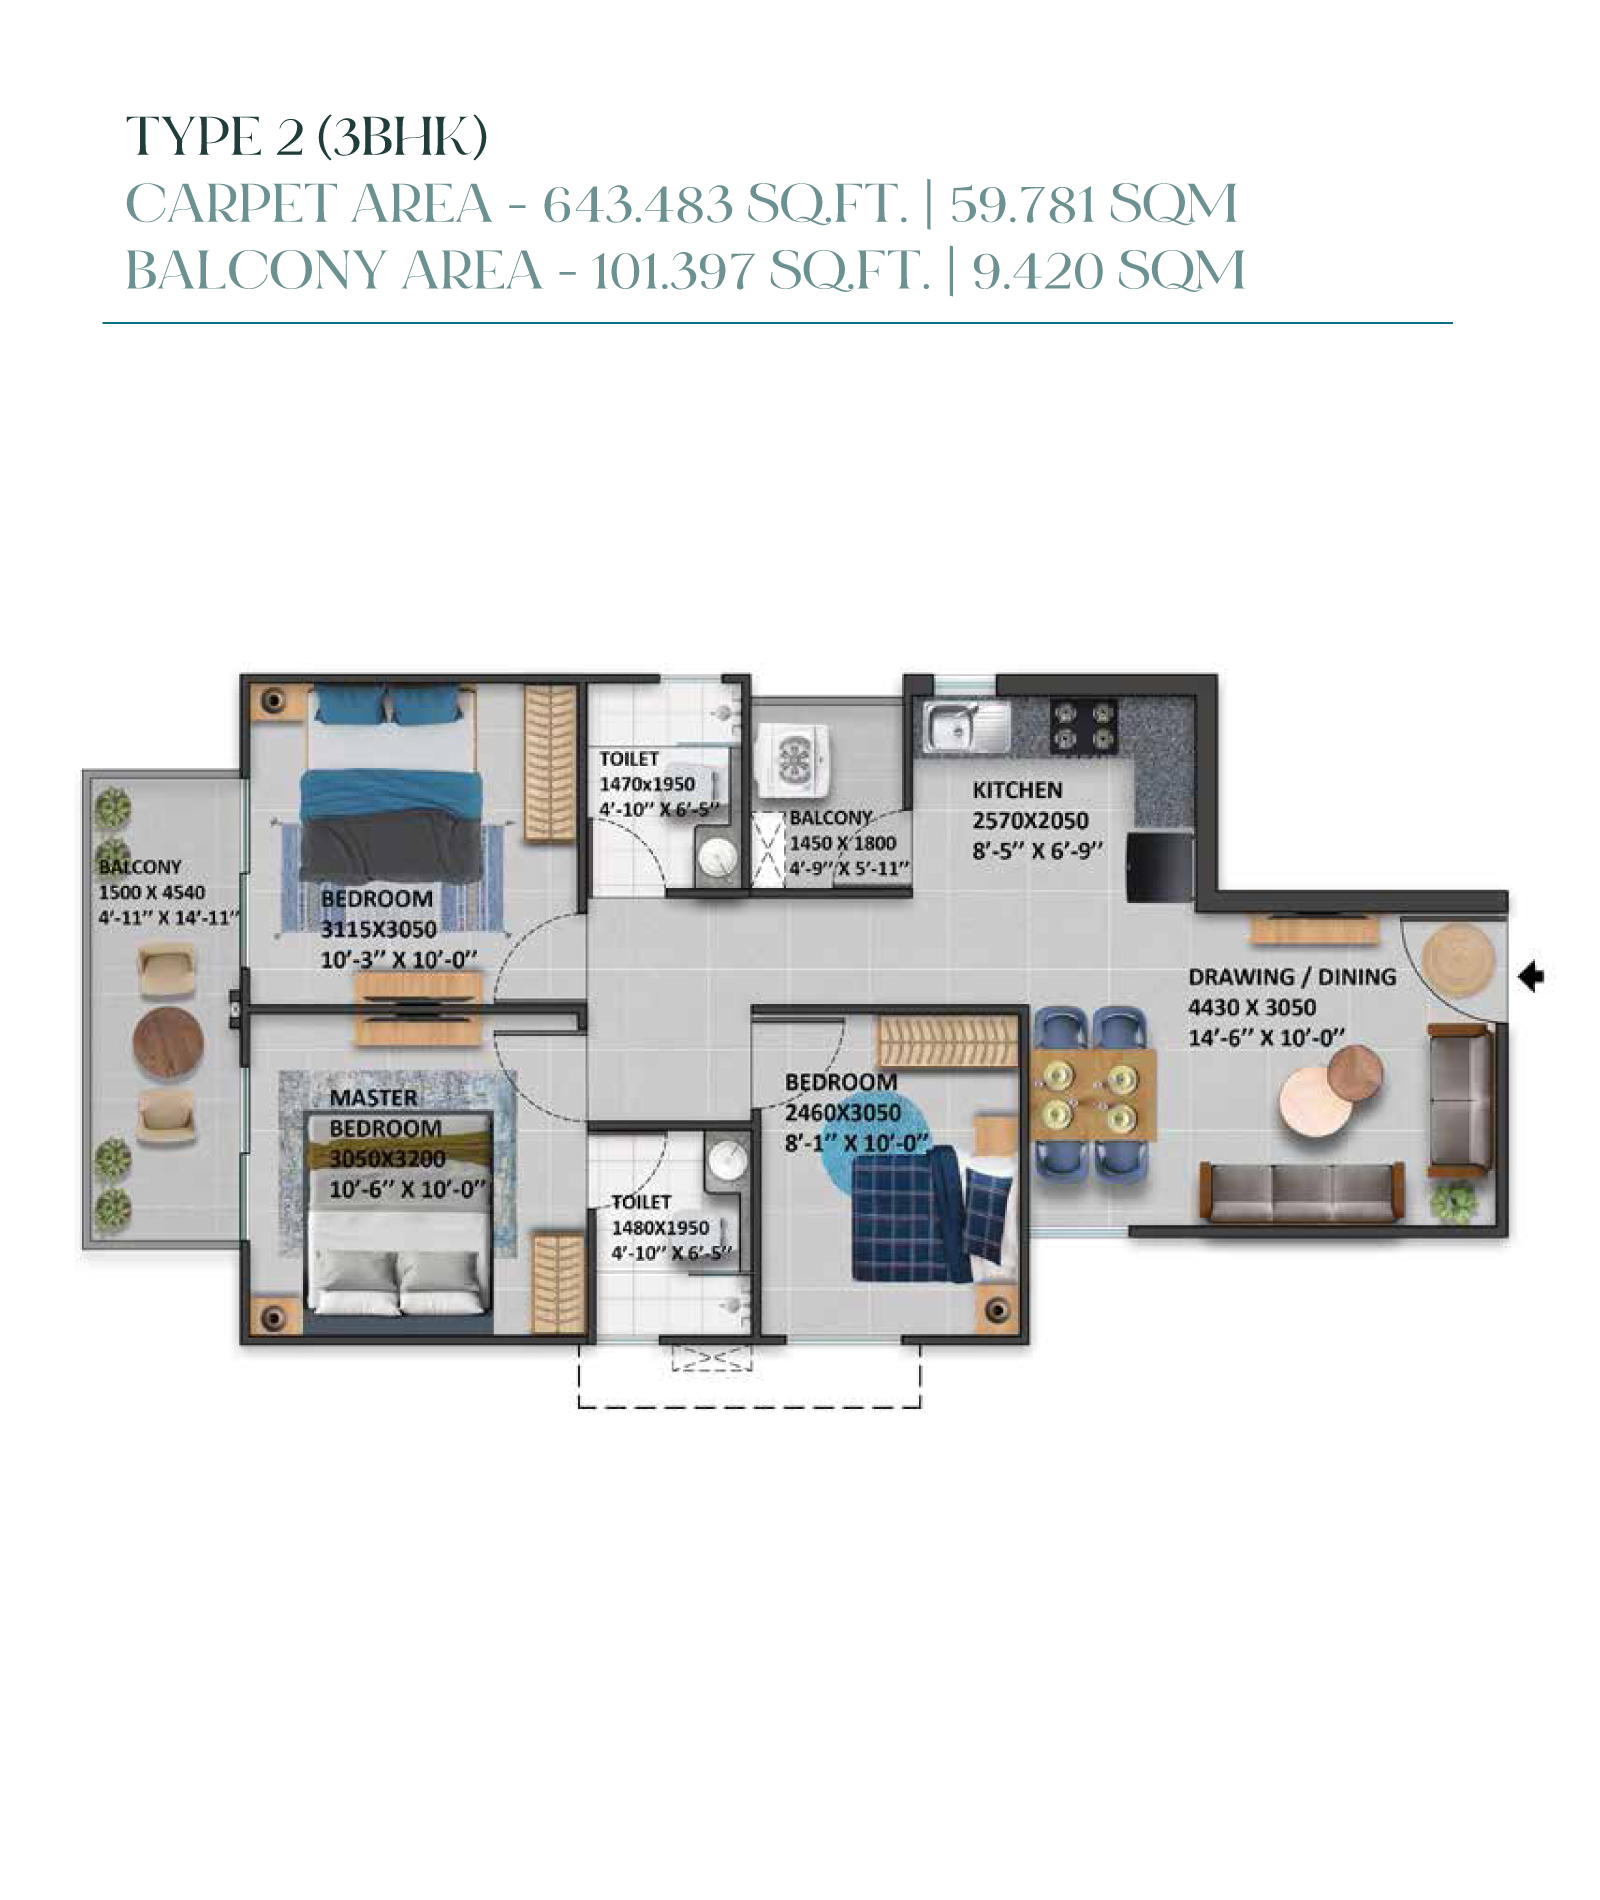 TYPE 2 (3BHK)
CARPET AREA - 643.483 SQ.FT. | 59.781 SQM
BALCONY AREA - 101.397 SQ.FT. | 9.420 SQM
TOILET
1470x1950
4'-10'' X 6'-5''
BALCONY
1450 X 1800
4'-9'' X 5'-11''
KITCHEN
2570X2050
8'-5'' X 6'-9''
BALCONY
1500 X 4540
4'-11'' X 14'-11''
BEDROOM
3115X3050
10'-3'' X 10'-0''
DRAWING / DINING
4430 X 3050
14'-6'' X 10'-0''
MASTER
BEDROOM
3050X3200
10'-6'' X 10'-0''
BEDROOM
2460X3050
8'-1'' X 10'-0''
TOILET
1480X1950
4'-10'' X 6'-5''